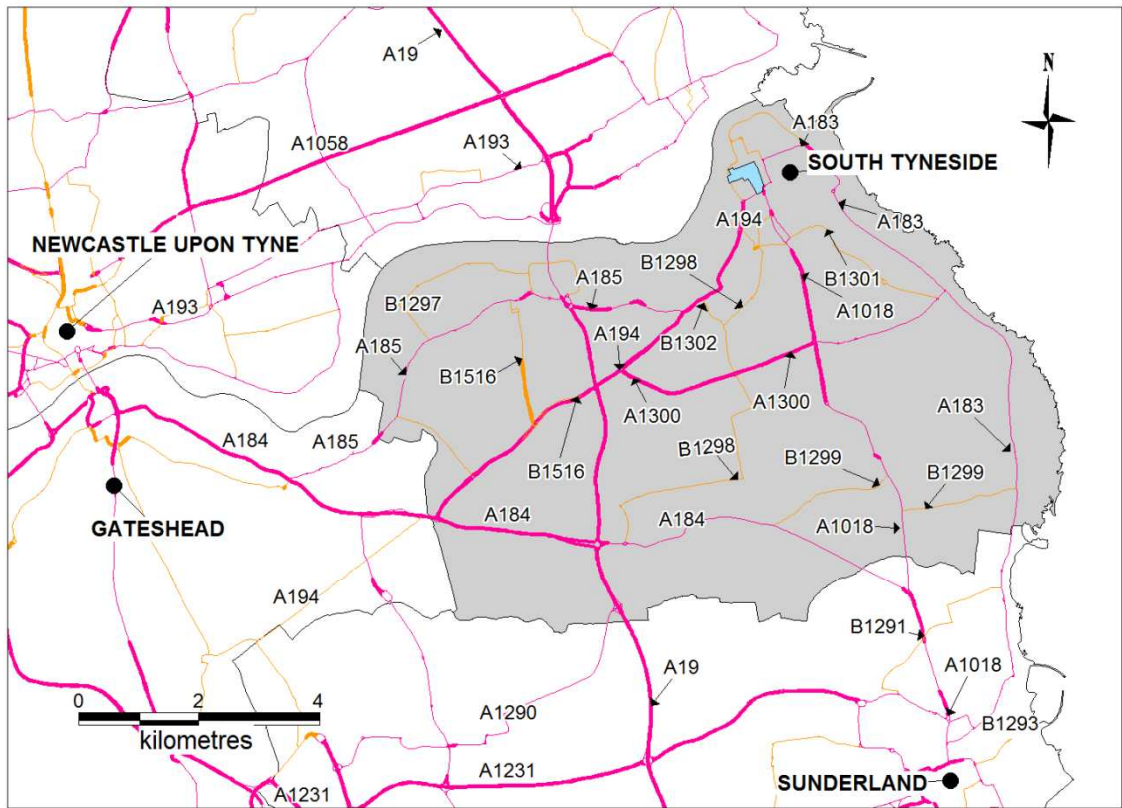 A19
N
A183
A193
A1058
SOUTH TYNESIDE
A183
A194
NEWCASTLE UPON TYNE
B1298
B1301
A185
B1297
A193
A1018
B1302
A194
A185
B1516
A1300
A1300
A183
A184
A185
B1298
B1299
B1299
B1516
A184
A184
A1018
GATESHEAD
A194
B1291
A19
A1018
0 2 4
kilometres
A1290
B1293
A1231
SUNDERLAND
A1231